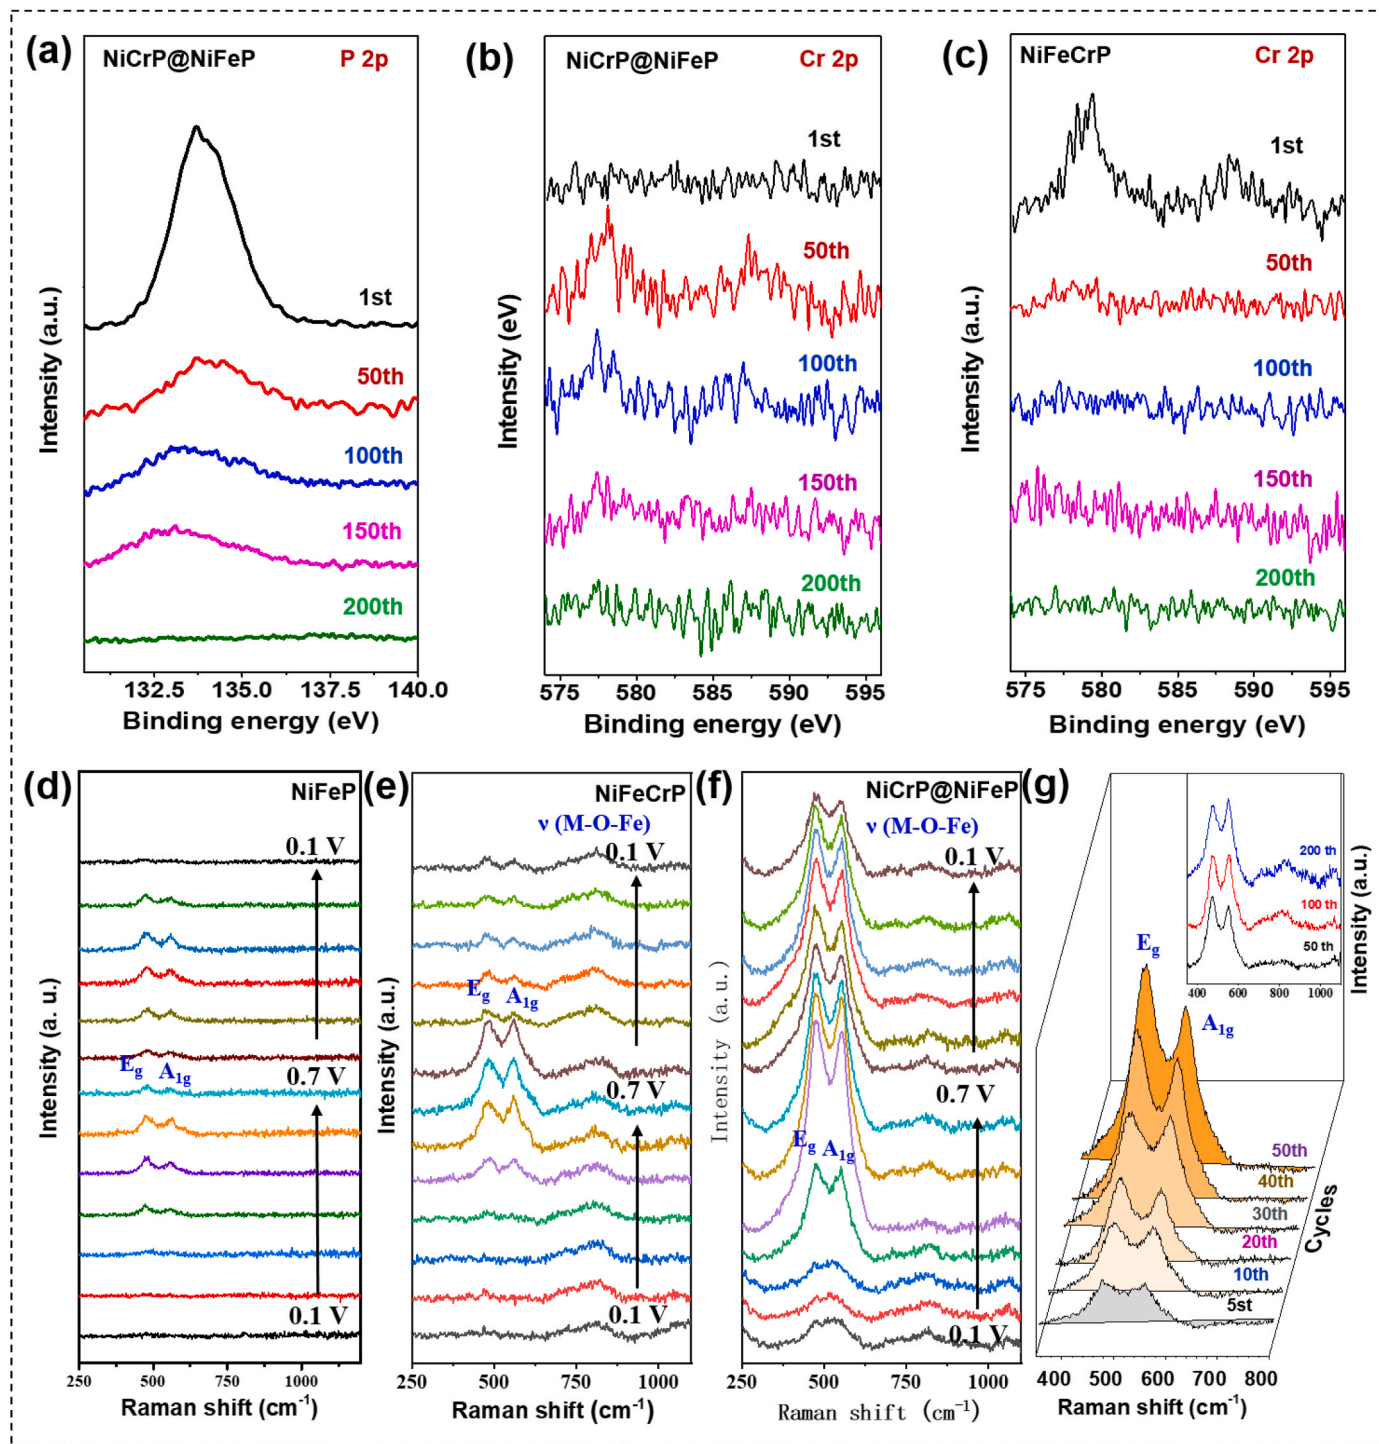 (a)
NiCrP@NiFeP P 2p
1st
50th
100th
150th
200th
Intensity (a.u.)
132.5 135.0 137.5 140.0
Binding energy (eV)
(b)
NiCrP@NiFeP Cr 2p
1st
50th
100th
150th
200th
Intensity (eV)
575 580 585 590 595
Binding energy (eV)
(c)
NiFeCrP Cr 2p
1st
50th
100th
150th
200th
Intensity (a.u.)
575 580 585 590 595
Binding energy (eV)
(d)
NiFeP
0.1 V
Eg
A1g
0.7 V
0.1 V
Intensity (a. u.)
250 500 750 1000
Raman shift (cm⁻¹)
(e)
NiFeCrP
ν (M-O-Fe)
0.1 V
Eg
A1g
0.7 V
0.1 V
Intensity (a.u.)
250 500 750 1000
Raman shift (cm⁻¹)
(f)
NiCrP@NiFeP
ν (M-O-Fe)
0.1 V
0.7 V
Eg
A1g
0.1 V
Intensity (a. u.)
250 500 750 1000
Raman shift (cm⁻¹)
(g)
200 th
100 th
50 th
400 600 800 1000
Intensity (a.u.)
Eg
A1g
50th
40th
30th
20th
10th
5st
Cycles
400 500 600 700 800
Raman shift (cm⁻¹)